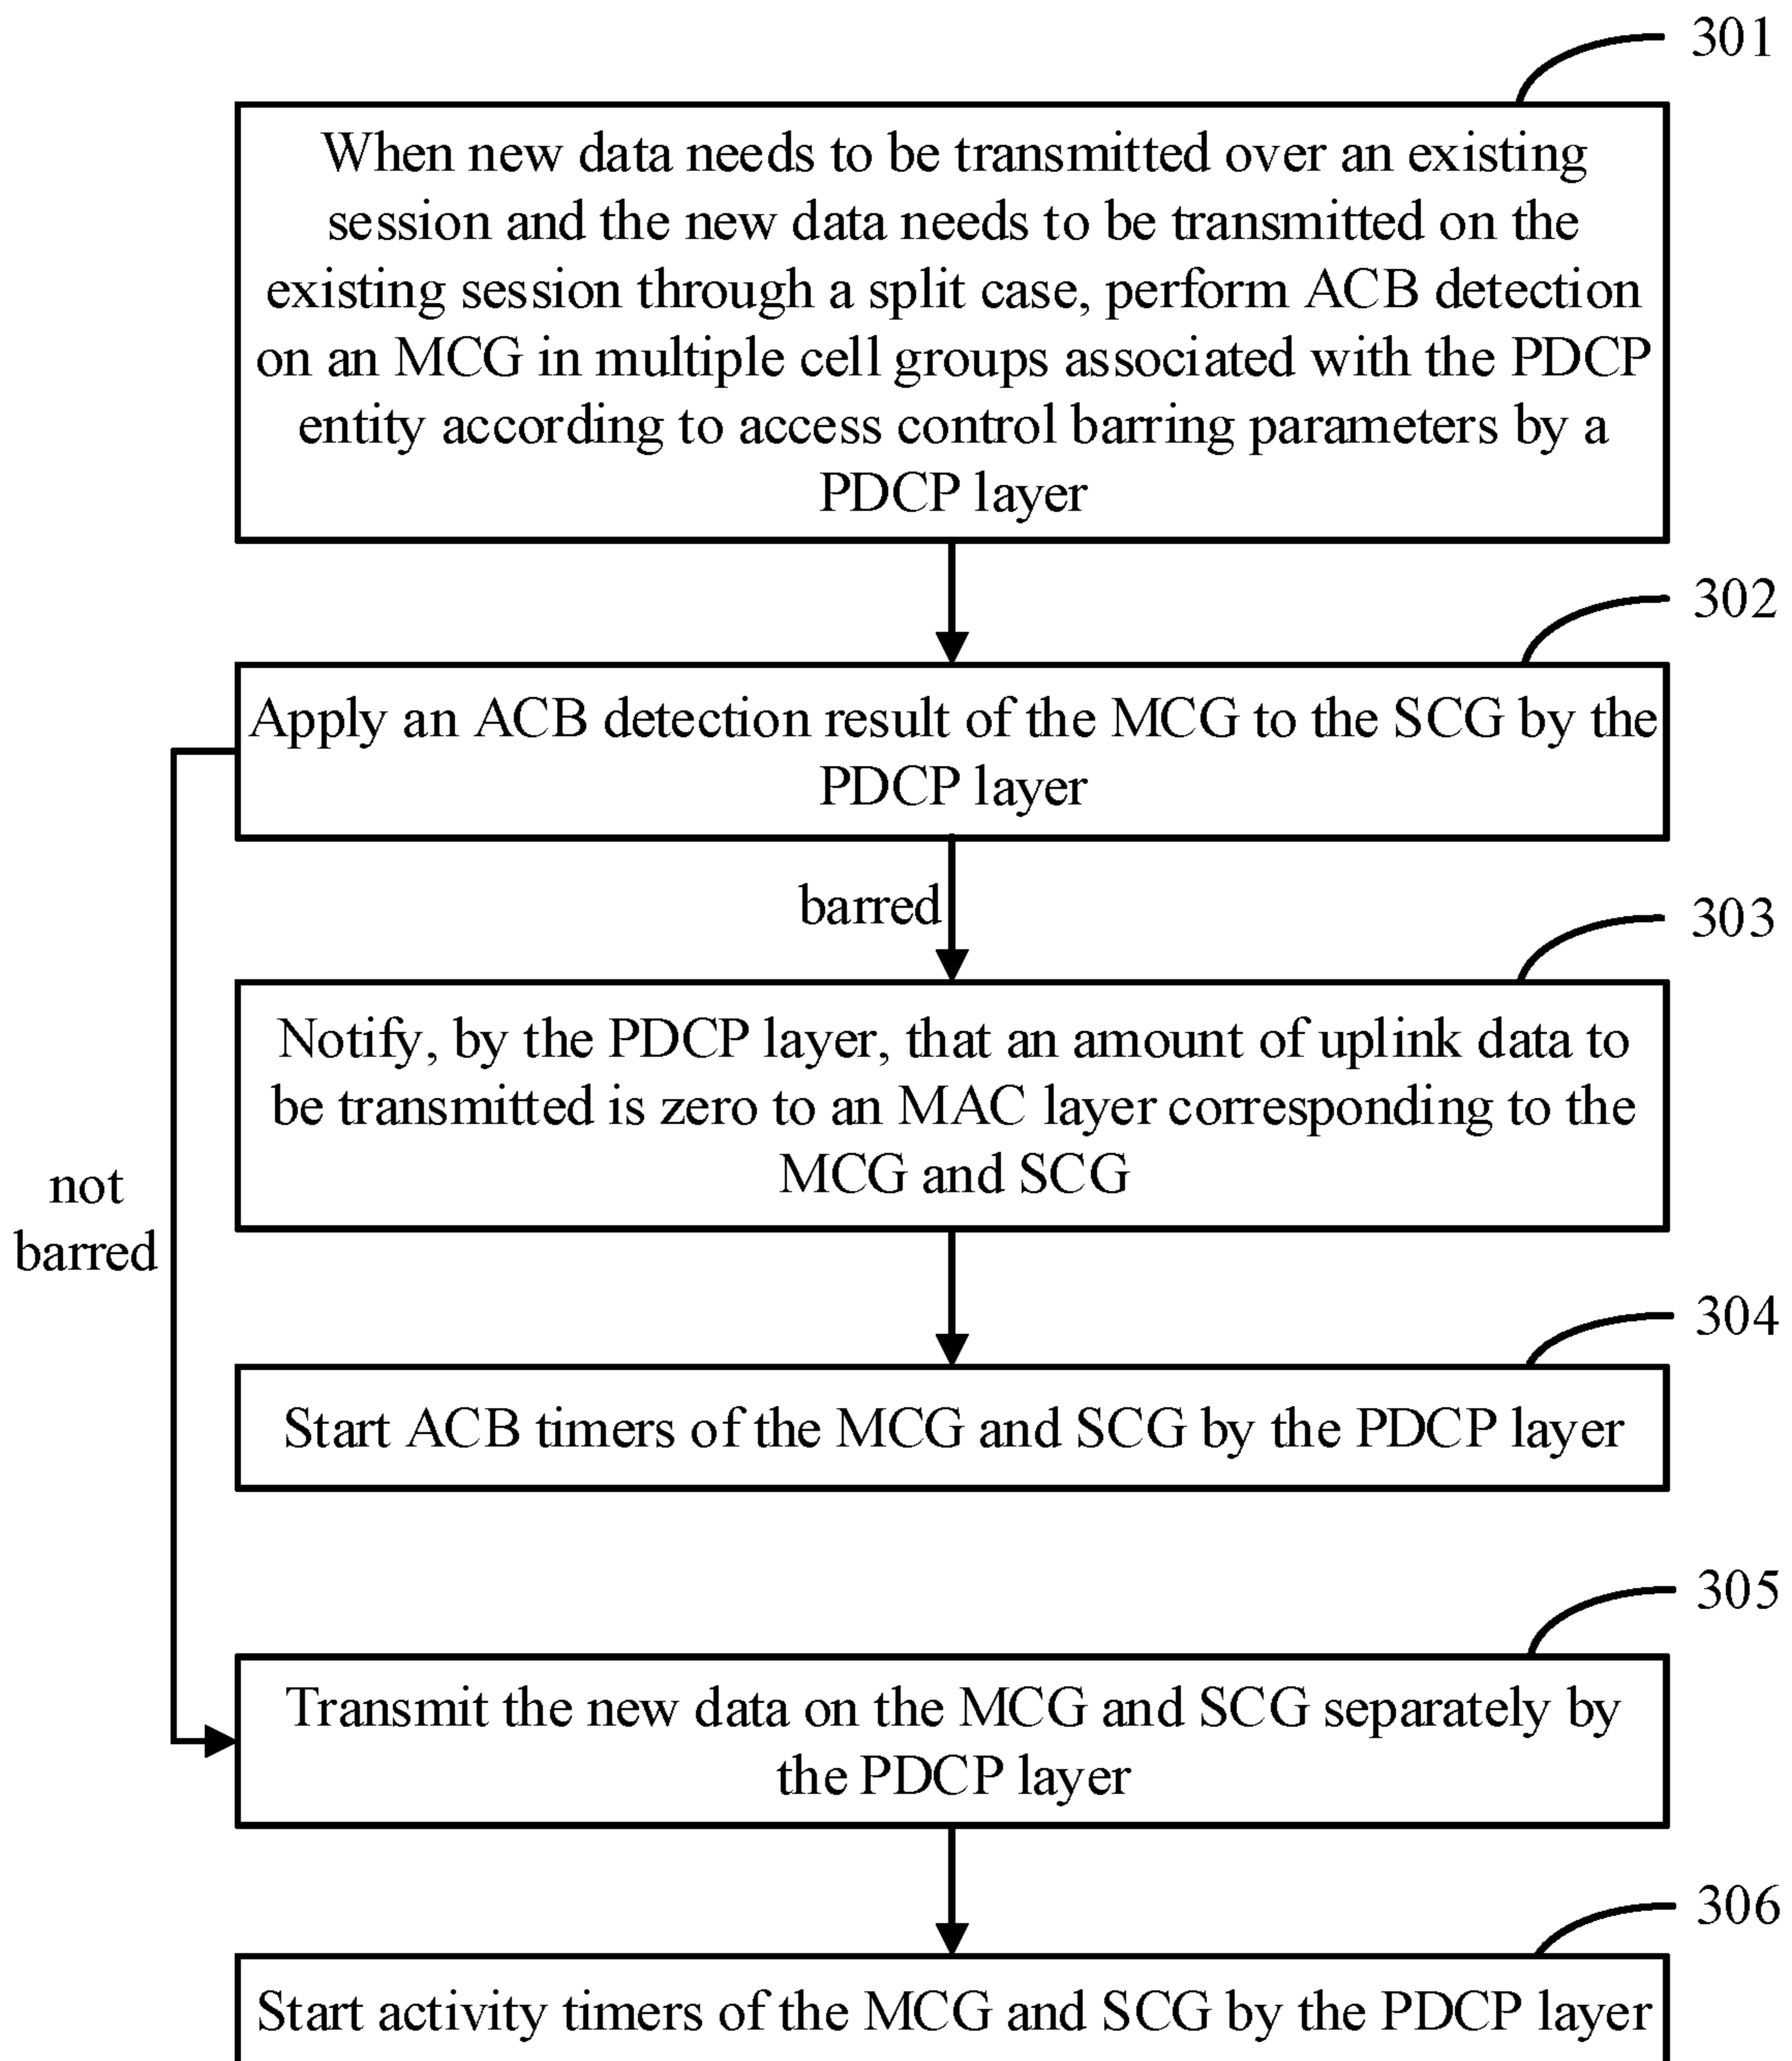 301
When new data needs to be transmitted over an existing
session and the new data needs to be transmitted on the
existing session through a split case, perform ACB detection
on an MCG in multiple cell groups associated with the PDCP
entity according to access control barring parameters by a
PDCP layer
302
Apply an ACB detection result of the MCG to the SCG by the
PDCP layer
barred
303
Notify, by the PDCP layer, that an amount of uplink data to
be transmitted is zero to an MAC layer corresponding to the
MCG and SCG
not
barred
304
Start ACB timers of the MCG and SCG by the PDCP layer
305
Transmit the new data on the MCG and SCG separately by
the PDCP layer
306
Start activity timers of the MCG and SCG by the PDCP layer